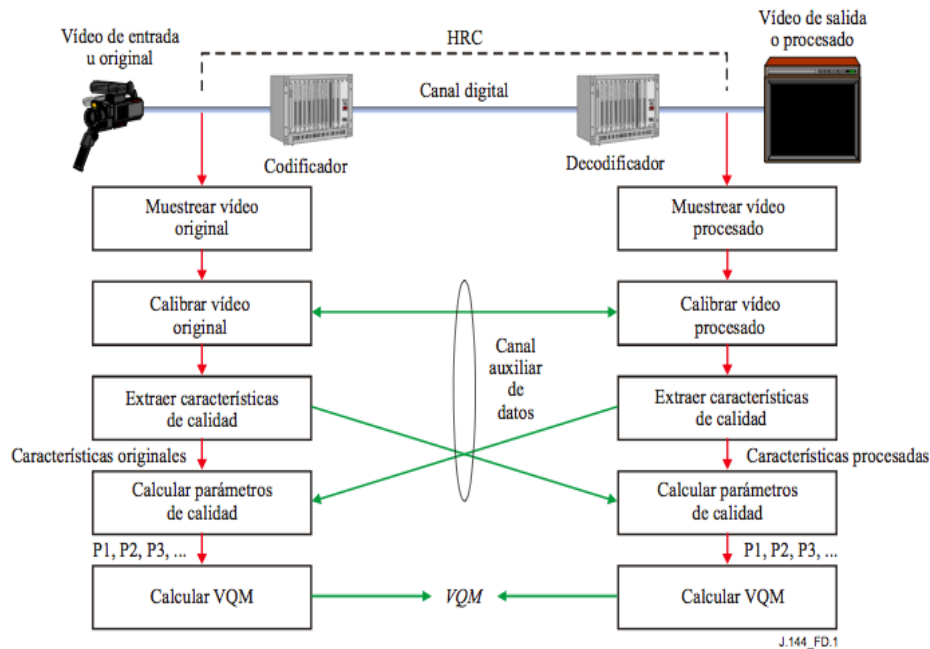 Vídeo de entrada
u original
HRC
Vídeo de salida
o procesado
Canal digital
Codificador
Decodificador
Muestrear vídeo
original
Muestrear vídeo
procesado
Calibrar vídeo
original
Calibrar vídeo
procesado
Canal
auxiliar
de
datos
Extraer características
de calidad
Extraer características
de calidad
Características originales
Características procesadas
Calcular parámetros
de calidad
Calcular parámetros
de calidad
P1, P2, P3, ...
P1, P2, P3, ...
Calcular VQM
VQM
Calcular VQM
J.144_FD.1